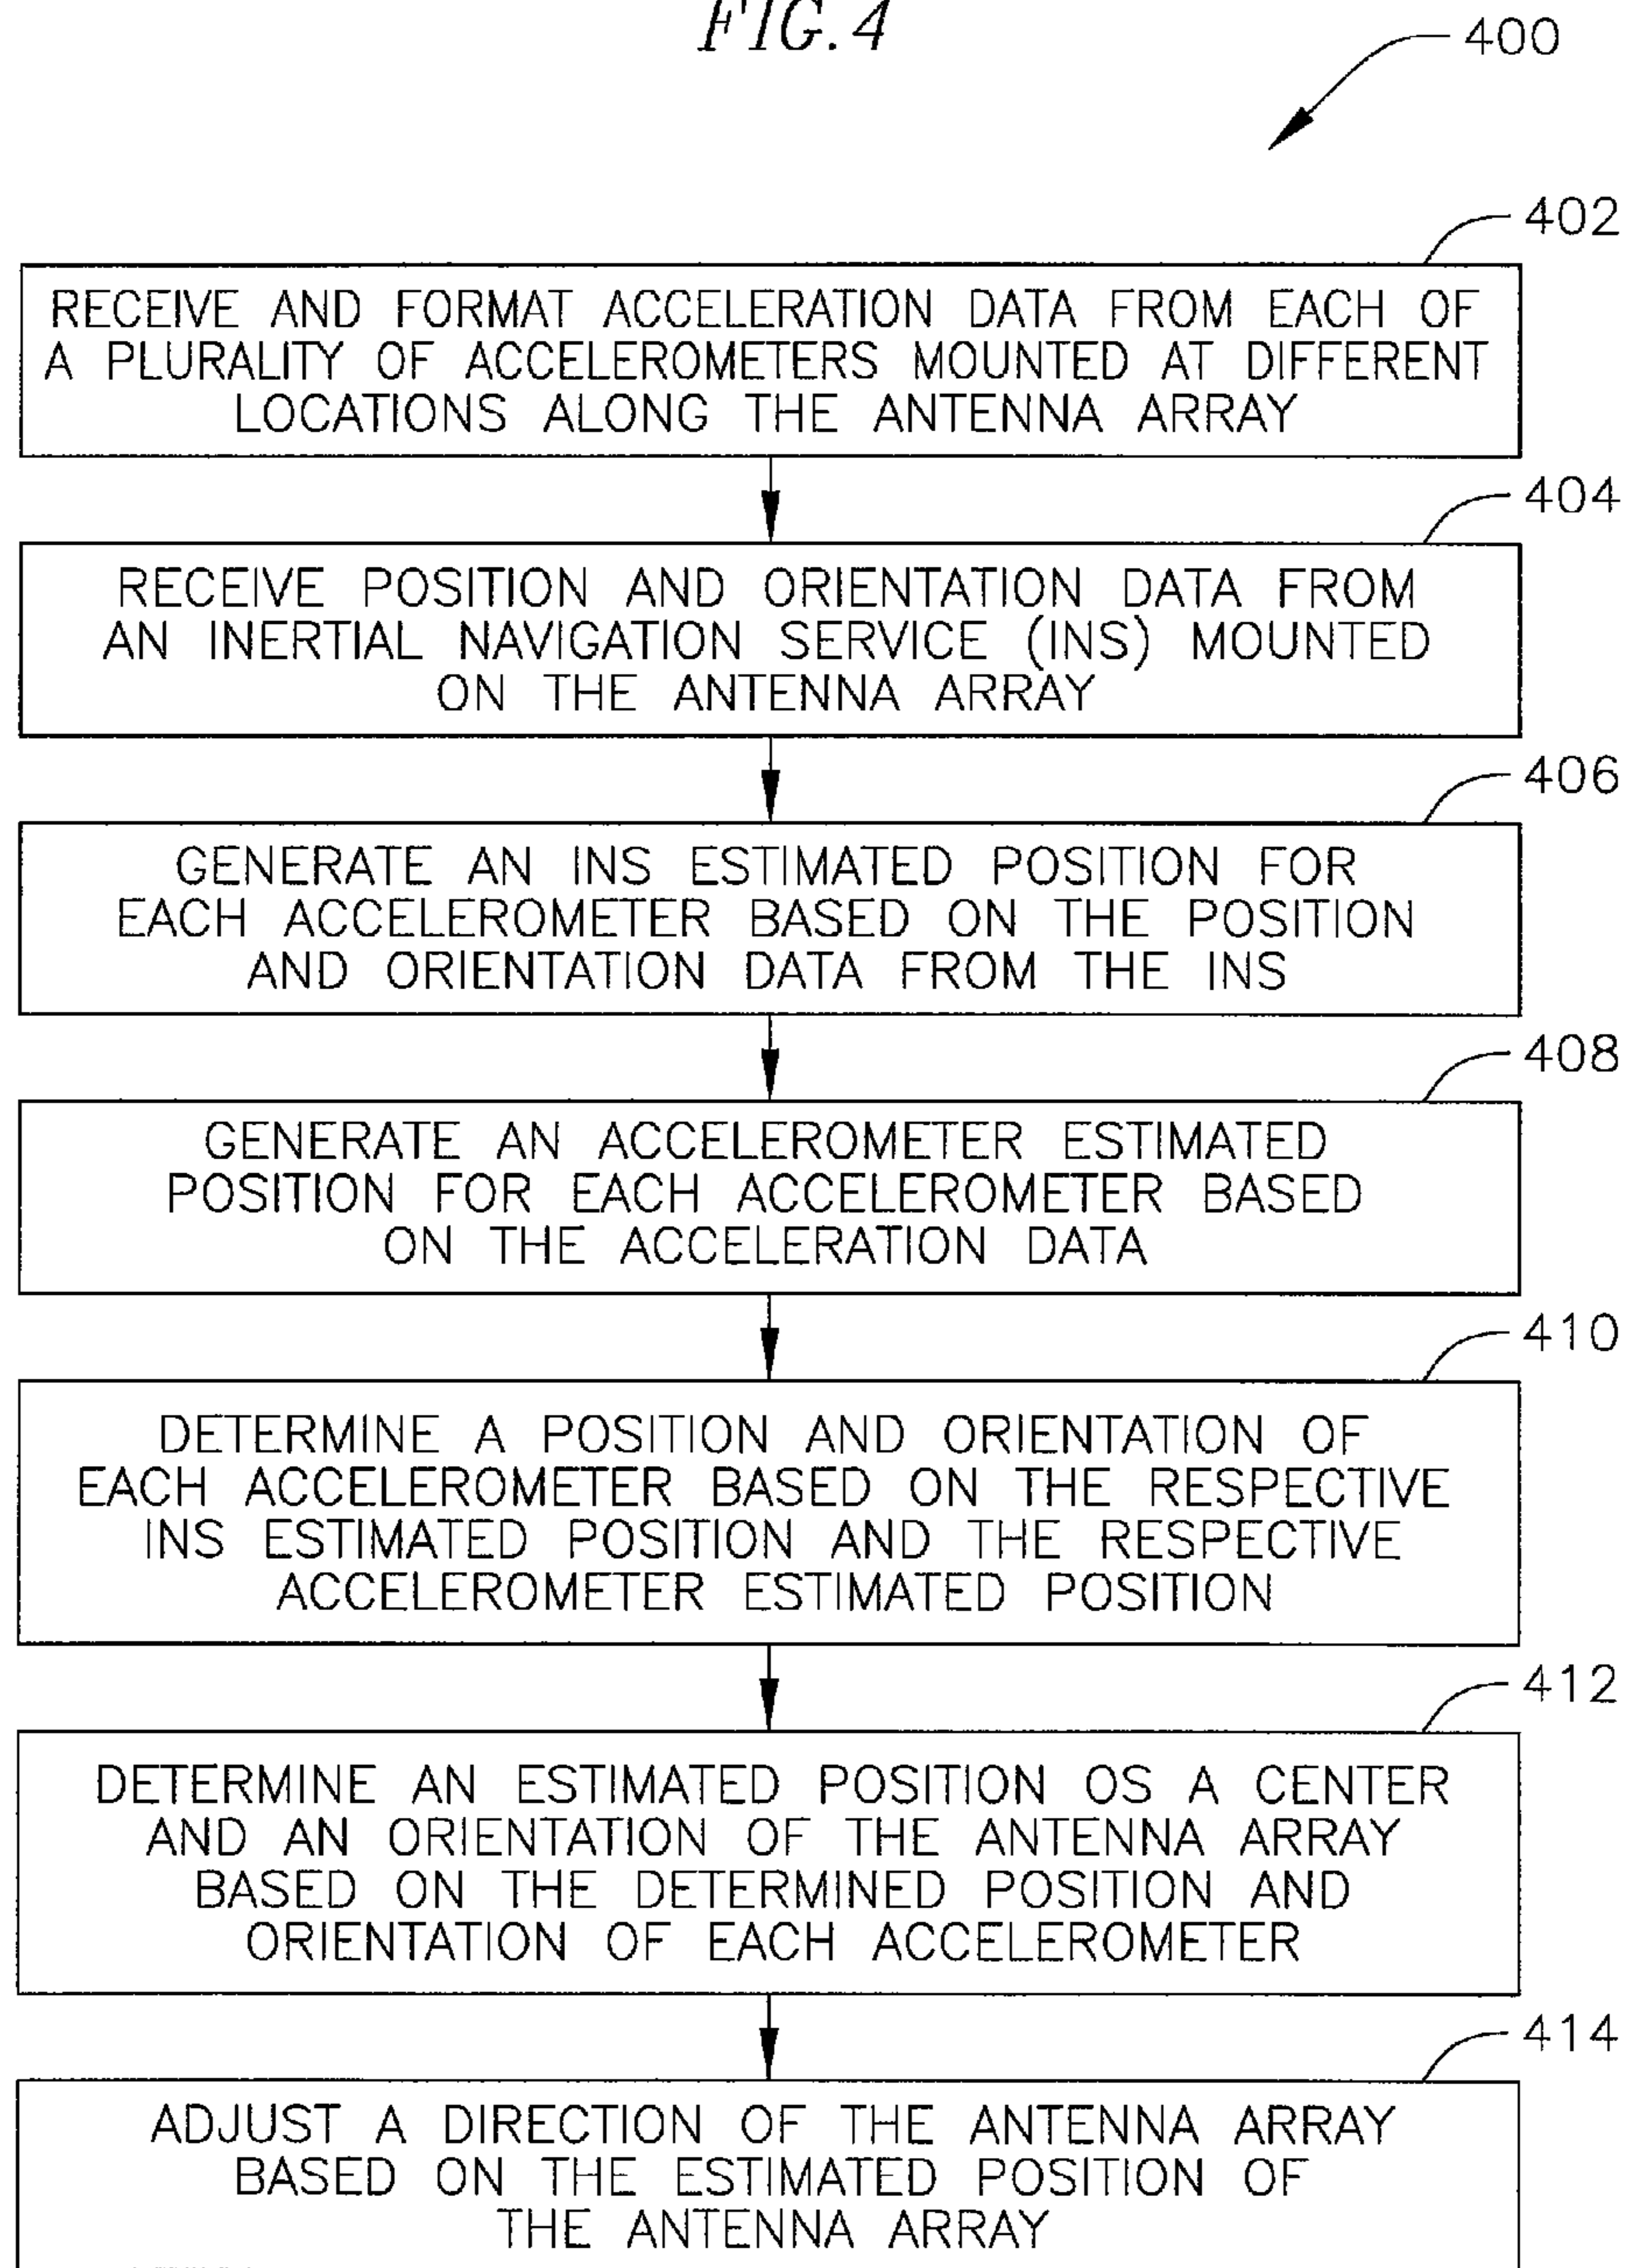 FIG.4
400
402
RECEIVE AND FORMAT ACCELERATION DATA FROM EACH OF
A PLURALITY OF ACCELEROMETERS MOUNTED AT DIFFERENT
LOCATIONS ALONG THE ANTENNA ARRAY
404
RECEIVE POSITION AND ORIENTATION DATA FROM
AN INERTIAL NAVIGATION SERVICE (INS) MOUNTED
ON THE ANTENNA ARRAY
406
GENERATE AN INS ESTIMATED POSITION FOR
EACH ACCELEROMETER BASED ON THE POSITION
AND ORIENTATION DATA FROM THE INS
408
GENERATE AN ACCELEROMETER ESTIMATED
POSITION FOR EACH ACCELEROMETER BASED
ON THE ACCELERATION DATA
410
DETERMINE A POSITION AND ORIENTATION OF
EACH ACCELEROMETER BASED ON THE RESPECTIVE
INS ESTIMATED POSITION AND THE RESPECTIVE
ACCELEROMETER ESTIMATED POSITION
412
DETERMINE AN ESTIMATED POSITION OS A CENTER
AND AN ORIENTATION OF THE ANTENNA ARRAY
BASED ON THE DETERMINED POSITION AND
ORIENTATION OF EACH ACCELEROMETER
414
ADJUST A DIRECTION OF THE ANTENNA ARRAY
BASED ON THE ESTIMATED POSITION OF
THE ANTENNA ARRAY